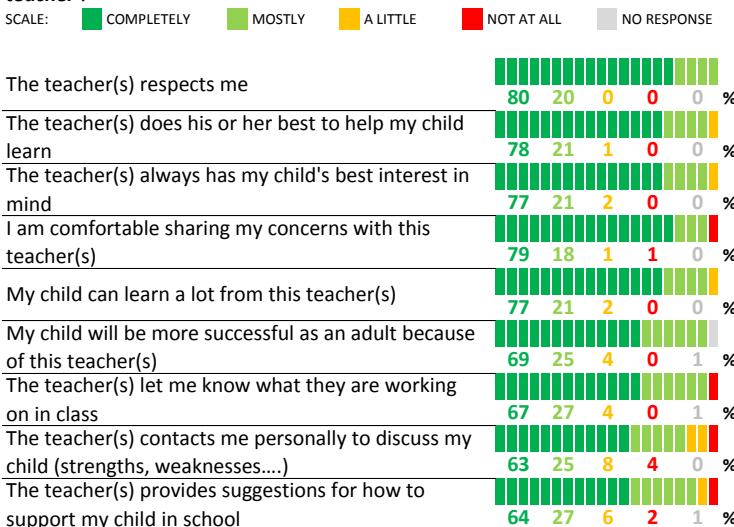 teacher?
SCALE: COMPLETELY MOSTLY A LITTLE NOT AT ALL NO RESPONSE
The teacher(s) respects me
80 20 0 0 0 %
The teacher(s) does his or her best to help my child
learn
78 21 1 0 0 %
The teacher(s) always has my child's best interest in
mind
77 21 2 0 0 %
I am comfortable sharing my concerns with this
teacher(s)
79 18 1 1 0 %
My child can learn a lot from this teacher(s)
77 21 2 0 0 %
My child will be more successful as an adult because
of this teacher(s)
69 25 4 0 1 %
The teacher(s) let me know what they are working
on in class
67 27 4 0 1 %
The teacher(s) contacts me personally to discuss my
child (strengths, weaknesses....)
63 25 8 4 0 %
The teacher(s) provides suggestions for how to
support my child in school
64 27 6 2 1 %